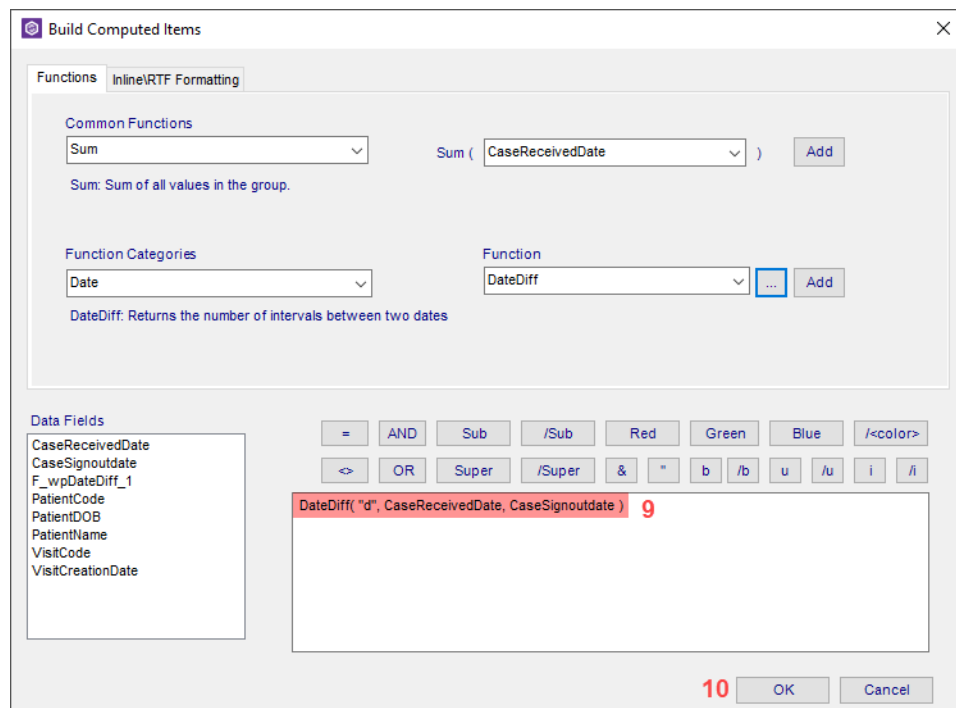 Build Computed Items
Functions Inline\RTF Formatting
Common Functions
Sum Sum ( CaseReceivedDate ) Add
Sum: Sum of all values in the group.
Function Categories Function
Date DateDiff ... Add
DateDiff: Returns the number of intervals between two dates
Data Fields
= AND Sub /Sub Red Green Blue /<color>
<> OR Super /Super & " b /b u /u i /i
CaseReceivedDate
CaseSignoutdate
F_wpDateDiff_1
PatientCode
PatientDOB
PatientName
VisitCode
VisitCreationDate
DateDiff( "d", CaseReceivedDate, CaseSignoutdate ) 9
10 OK Cancel